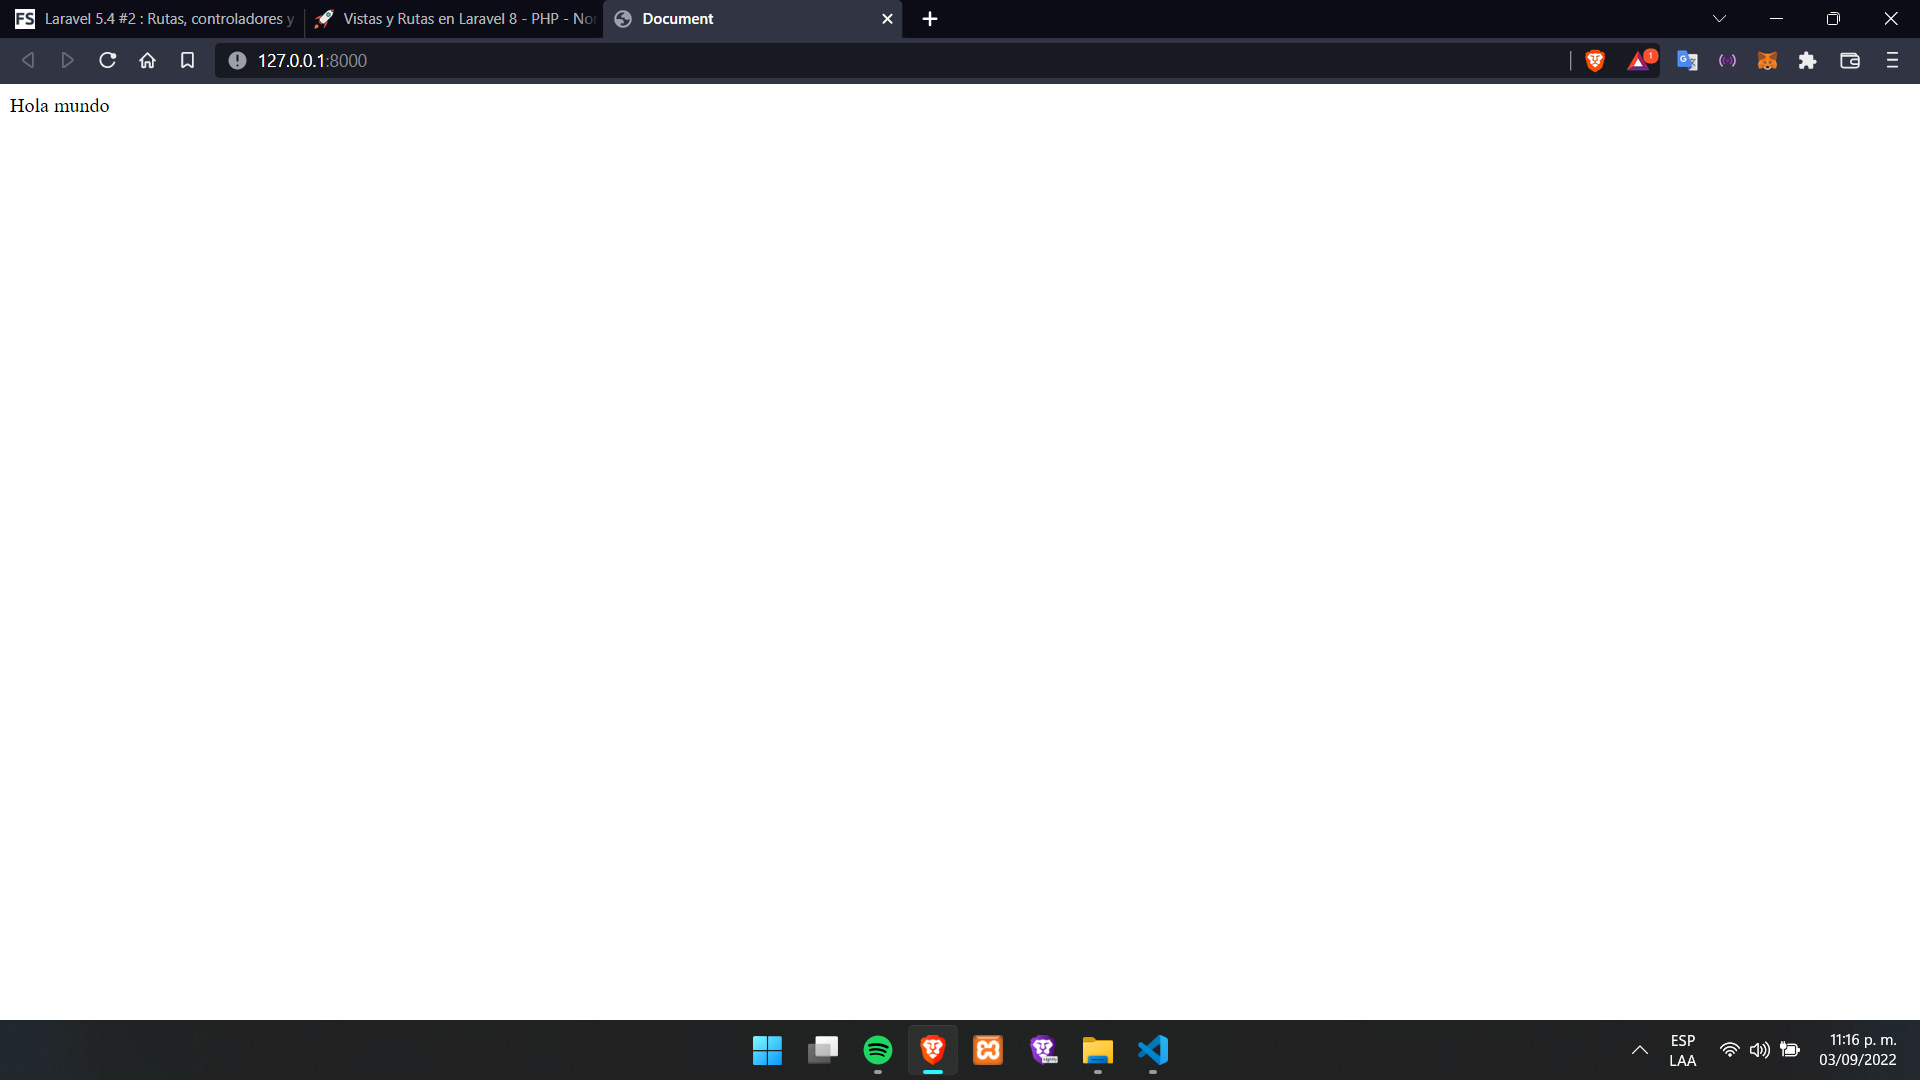 FS Laravel 5.4 #2 : Rutas, controladores y
Vistas y Rutas en Laravel 8 - PHP - Nor
Document
127.0.0.1:8000
1
Hola mundo
ESP
LAA
11:16 p. m.
03/09/2022